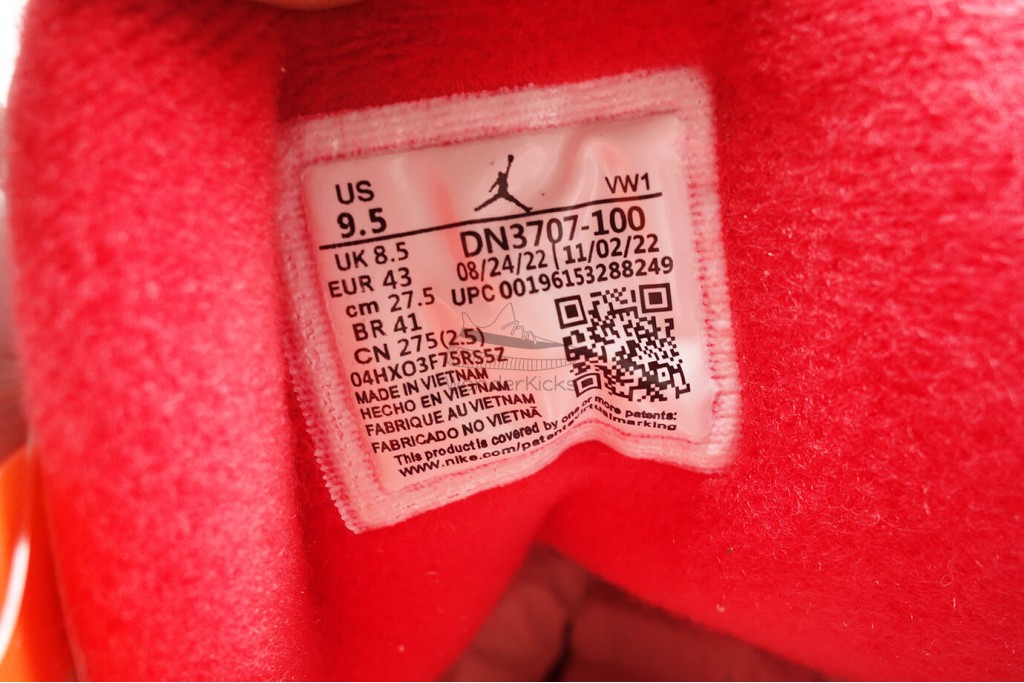 US
9.5
VW1
UK 8.5
EUR 43
cm 27.5
BR 41
CN 275(2.5)
DN3707-100
08/24/22 11/02/22
UPC 00196153288249
04HXO3F75RS5Z
MADE IN VIETNAM
HECHO EN VIETNAM
FABRIQUE AU VIETNAM
FABRICADO NO VIETNÃ
This product is covered by one or more patents:
www.nike.com/patentsvirtualmarking